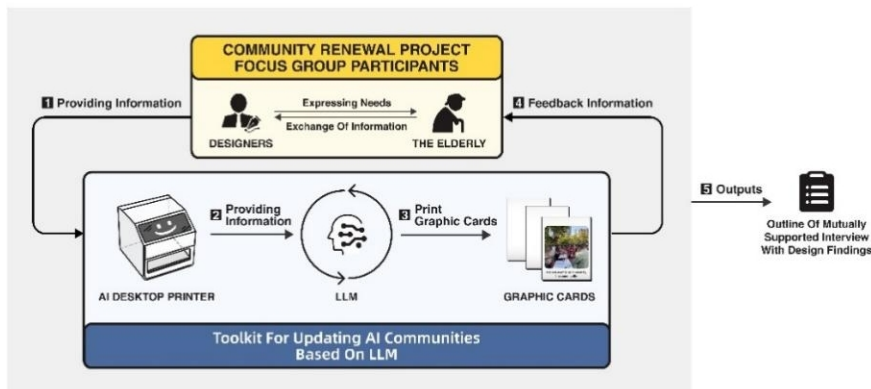 COMMUNITY RENEWAL PROJECT
FOCUS GROUP PARTICIPANTS
1 Providing Information
Expressing Needs
Exchange Of Information
DESIGNERS
THE ELDERLY
4 Feedback Information
2 Providing
Information
3 Print
Graphic Cards
AI DESKTOP PRINTER
LLM
GRAPHIC CARDS
Toolkit For Updating AI Communities
Based On LLM
5 Outputs
Outline Of Mutually
Supported Interview
With Design Findings